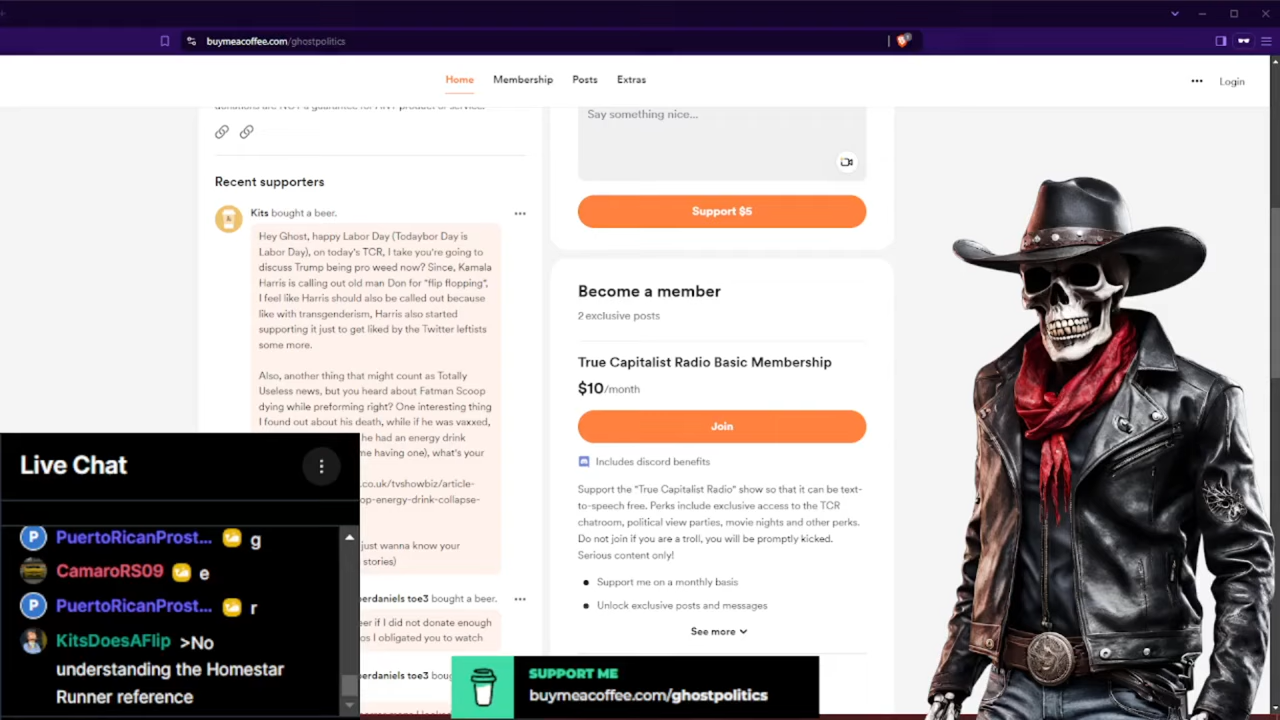 buymeacoffee.com/ghostpolitics
Home
Membership
Posts
Extras
Login
donations are NOT a guarantee for ANY product or service.
Recent supporters
Kits bought a beer.
Hey Ghost, happy Labor Day (Todaybor Day is
Labor Day), on today's TCR, I take you're going to
discuss Trump being pro weed now? Since, Kamala
Harris is calling out old man Don for "flip flopping",
I feel like Harris should also be called out because
like with transgenderism, Harris also started
supporting it just to get liked by the Twitter leftists
some more.
Also, another thing that might count as Totally
Useless news, but you heard about Fatman Scoop
dying while preforming right? One interesting thing
I found out about his death, while if he was vaxxed,
he had an energy drink
me having one), what's your
.co.uk/tvshowbiz/article-
op-energy-drink-collapse-
just wanna know your
stories)
erdaniels toe3 bought a beer.
eer if I did not donate enough
os I obligated you to watch
erdaniels toe3 boug
Say something nice...
Support $5
Become a member
2 exclusive posts
True Capitalist Radio Basic Membership
$10/month
Join
Includes discord benefits
Support the "True Capitalist Radio" show so that it can be text-
to-speech free. Perks include exclusive access to the TCR
chatroom, political view parties, movie nights and other perks.
Do not join if you are a troll, you will be promptly kicked.
Serious content only!
Support me on a monthly basis
Unlock exclusive posts and messages
See more
Live Chat
P PuertoRicanProst... g
CamaroRS09 e
P PuertoRicanProst... r
KitsDoesAFlip >No
understanding the Homestar
Runner reference
SUPPORT ME
buymeacoffee.com/ghostpolitics